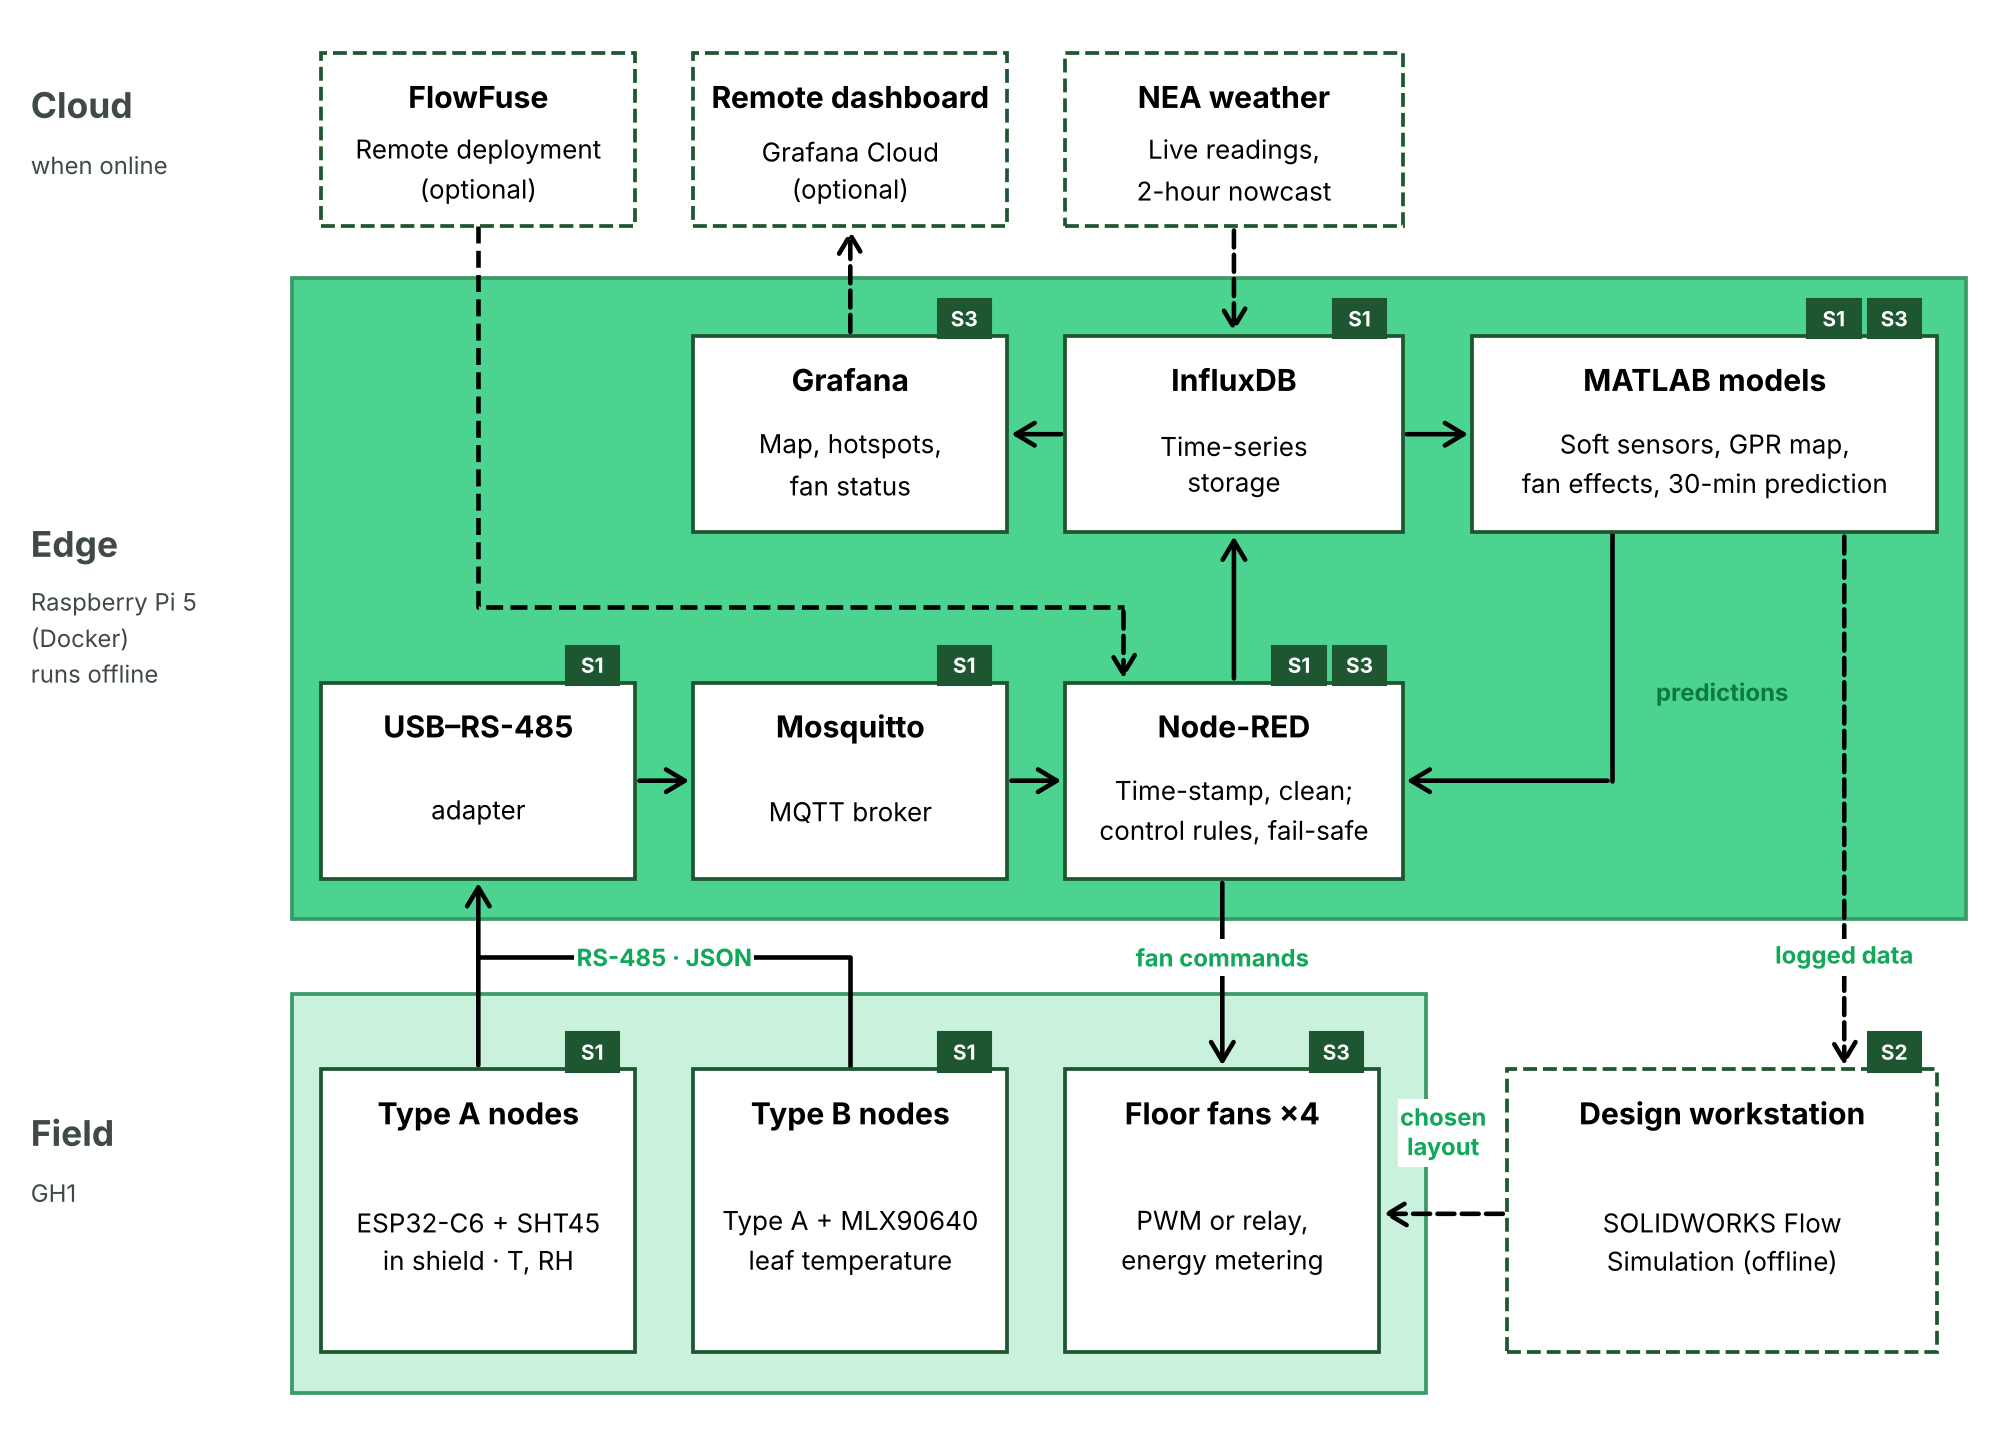 Cloud
when online
FlowFuse
Remote deployment
(optional)
Remote dashboard
Grafana Cloud
(optional)
NEA weather
Live readings,
2-hour nowcast
Edge
Raspberry Pi 5
(Docker)
runs offline
S3
Grafana
Map, hotspots,
fan status
S1
InfluxDB
Time-series
storage
S1
S3
MATLAB models
Soft sensors, GPR map,
fan effects, 30-min prediction
S1
USB–RS-485
adapter
S1
Mosquitto
MQTT broker
S1
S3
Node-RED
Time-stamp, clean;
control rules, fail-safe
predictions
RS-485 · JSON
fan commands
logged data
Field
GH1
S1
Type A nodes
ESP32-C6 + SHT45
in shield · T, RH
S1
Type B nodes
Type A + MLX90640
leaf temperature
S3
Floor fans ×4
PWM or relay,
energy metering
chosen
layout
S2
Design workstation
SOLIDWORKS Flow
Simulation (offline)